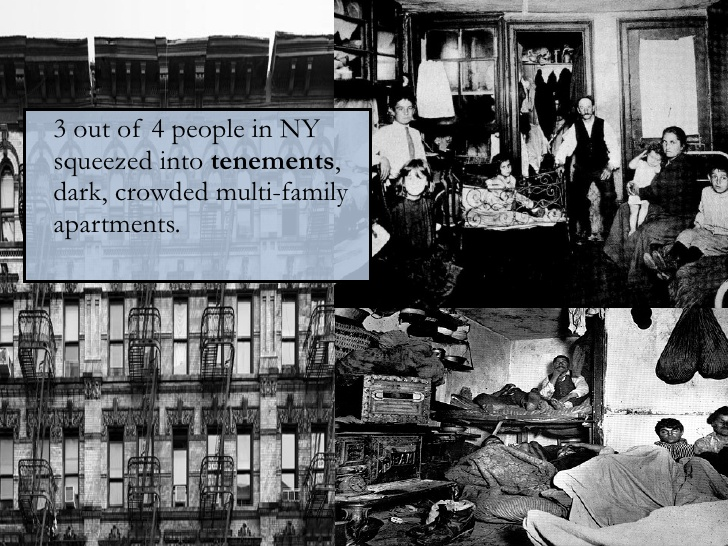 3 out of 4 people in NY
squeezed into tenements,
dark, crowded multi-family
apartments.